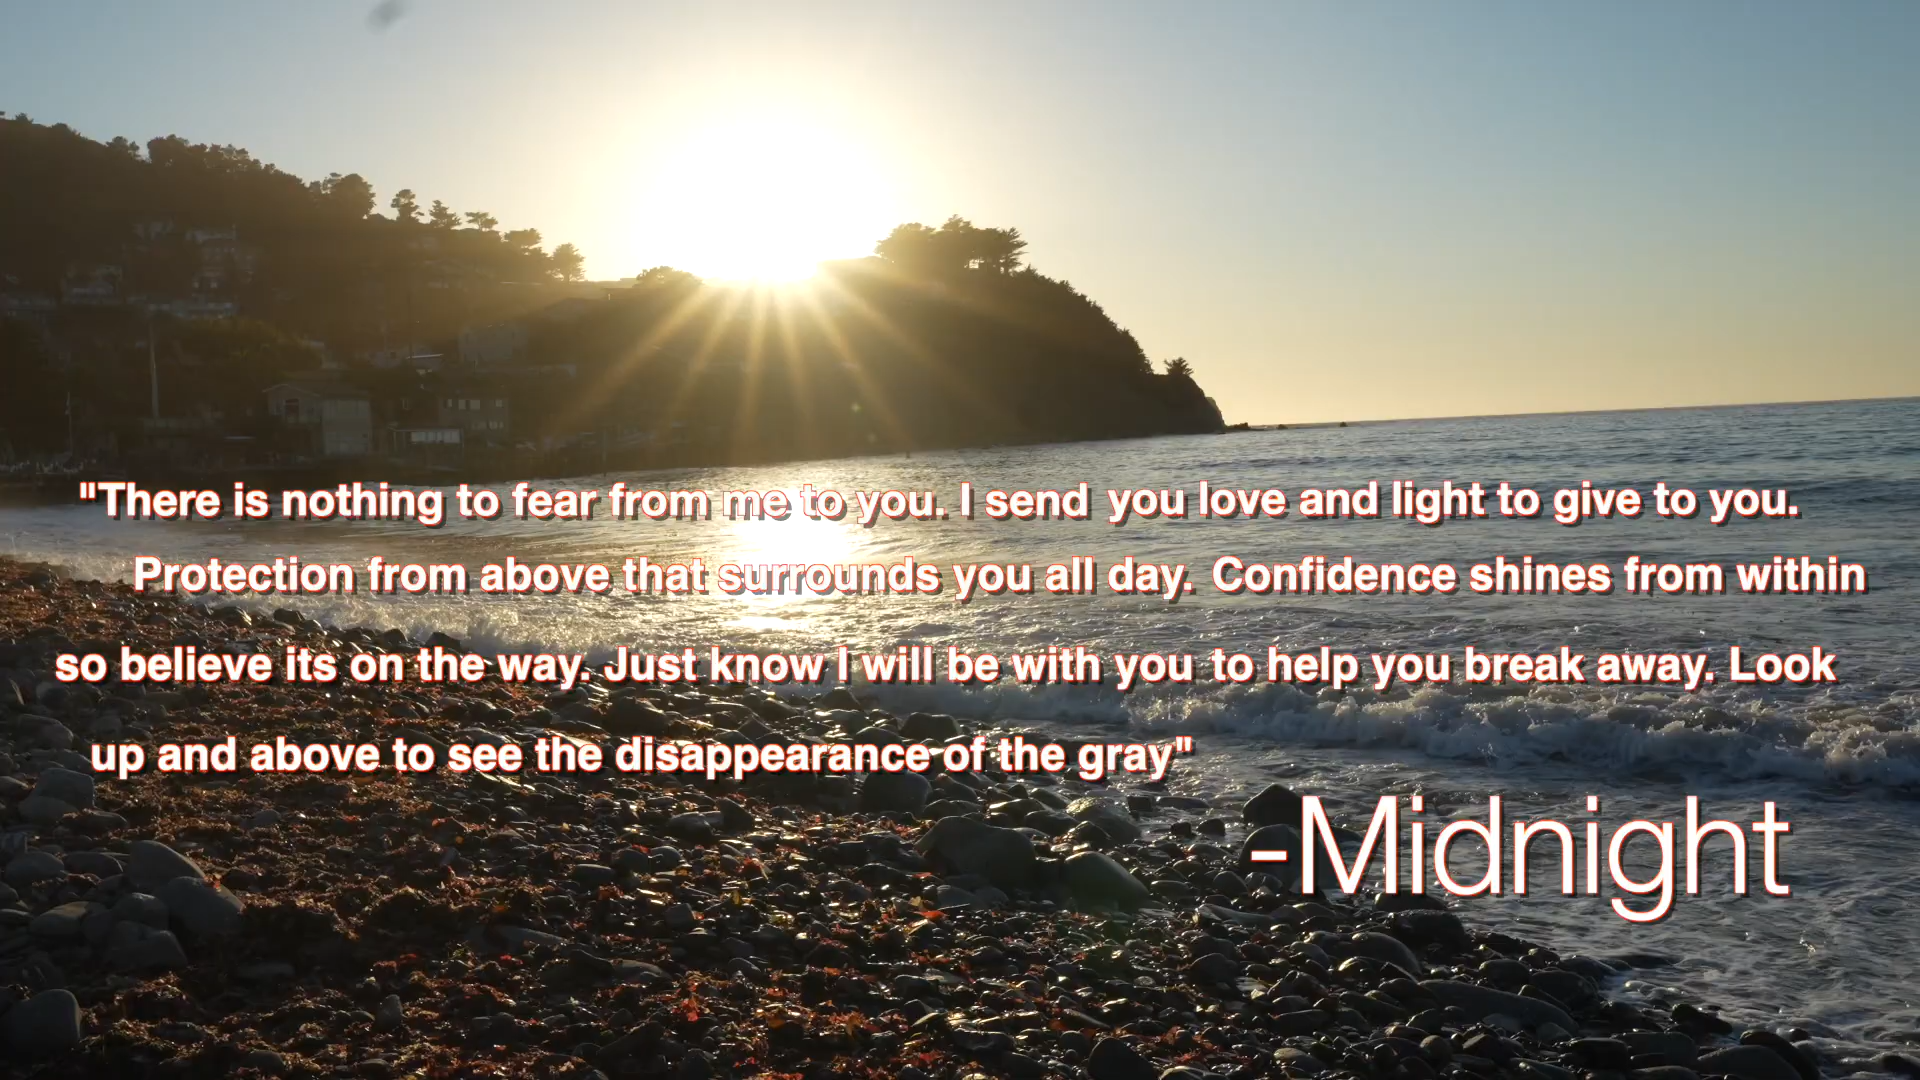 "There is nothing to fear from me to you. I send you love and light to give to you.
Protection from above that surrounds you all day. Confidence shines from within
so believe its on the way. Just know I will be with you to help you break away. Look
up and above to see the disappearance of the gray"
-Midnight